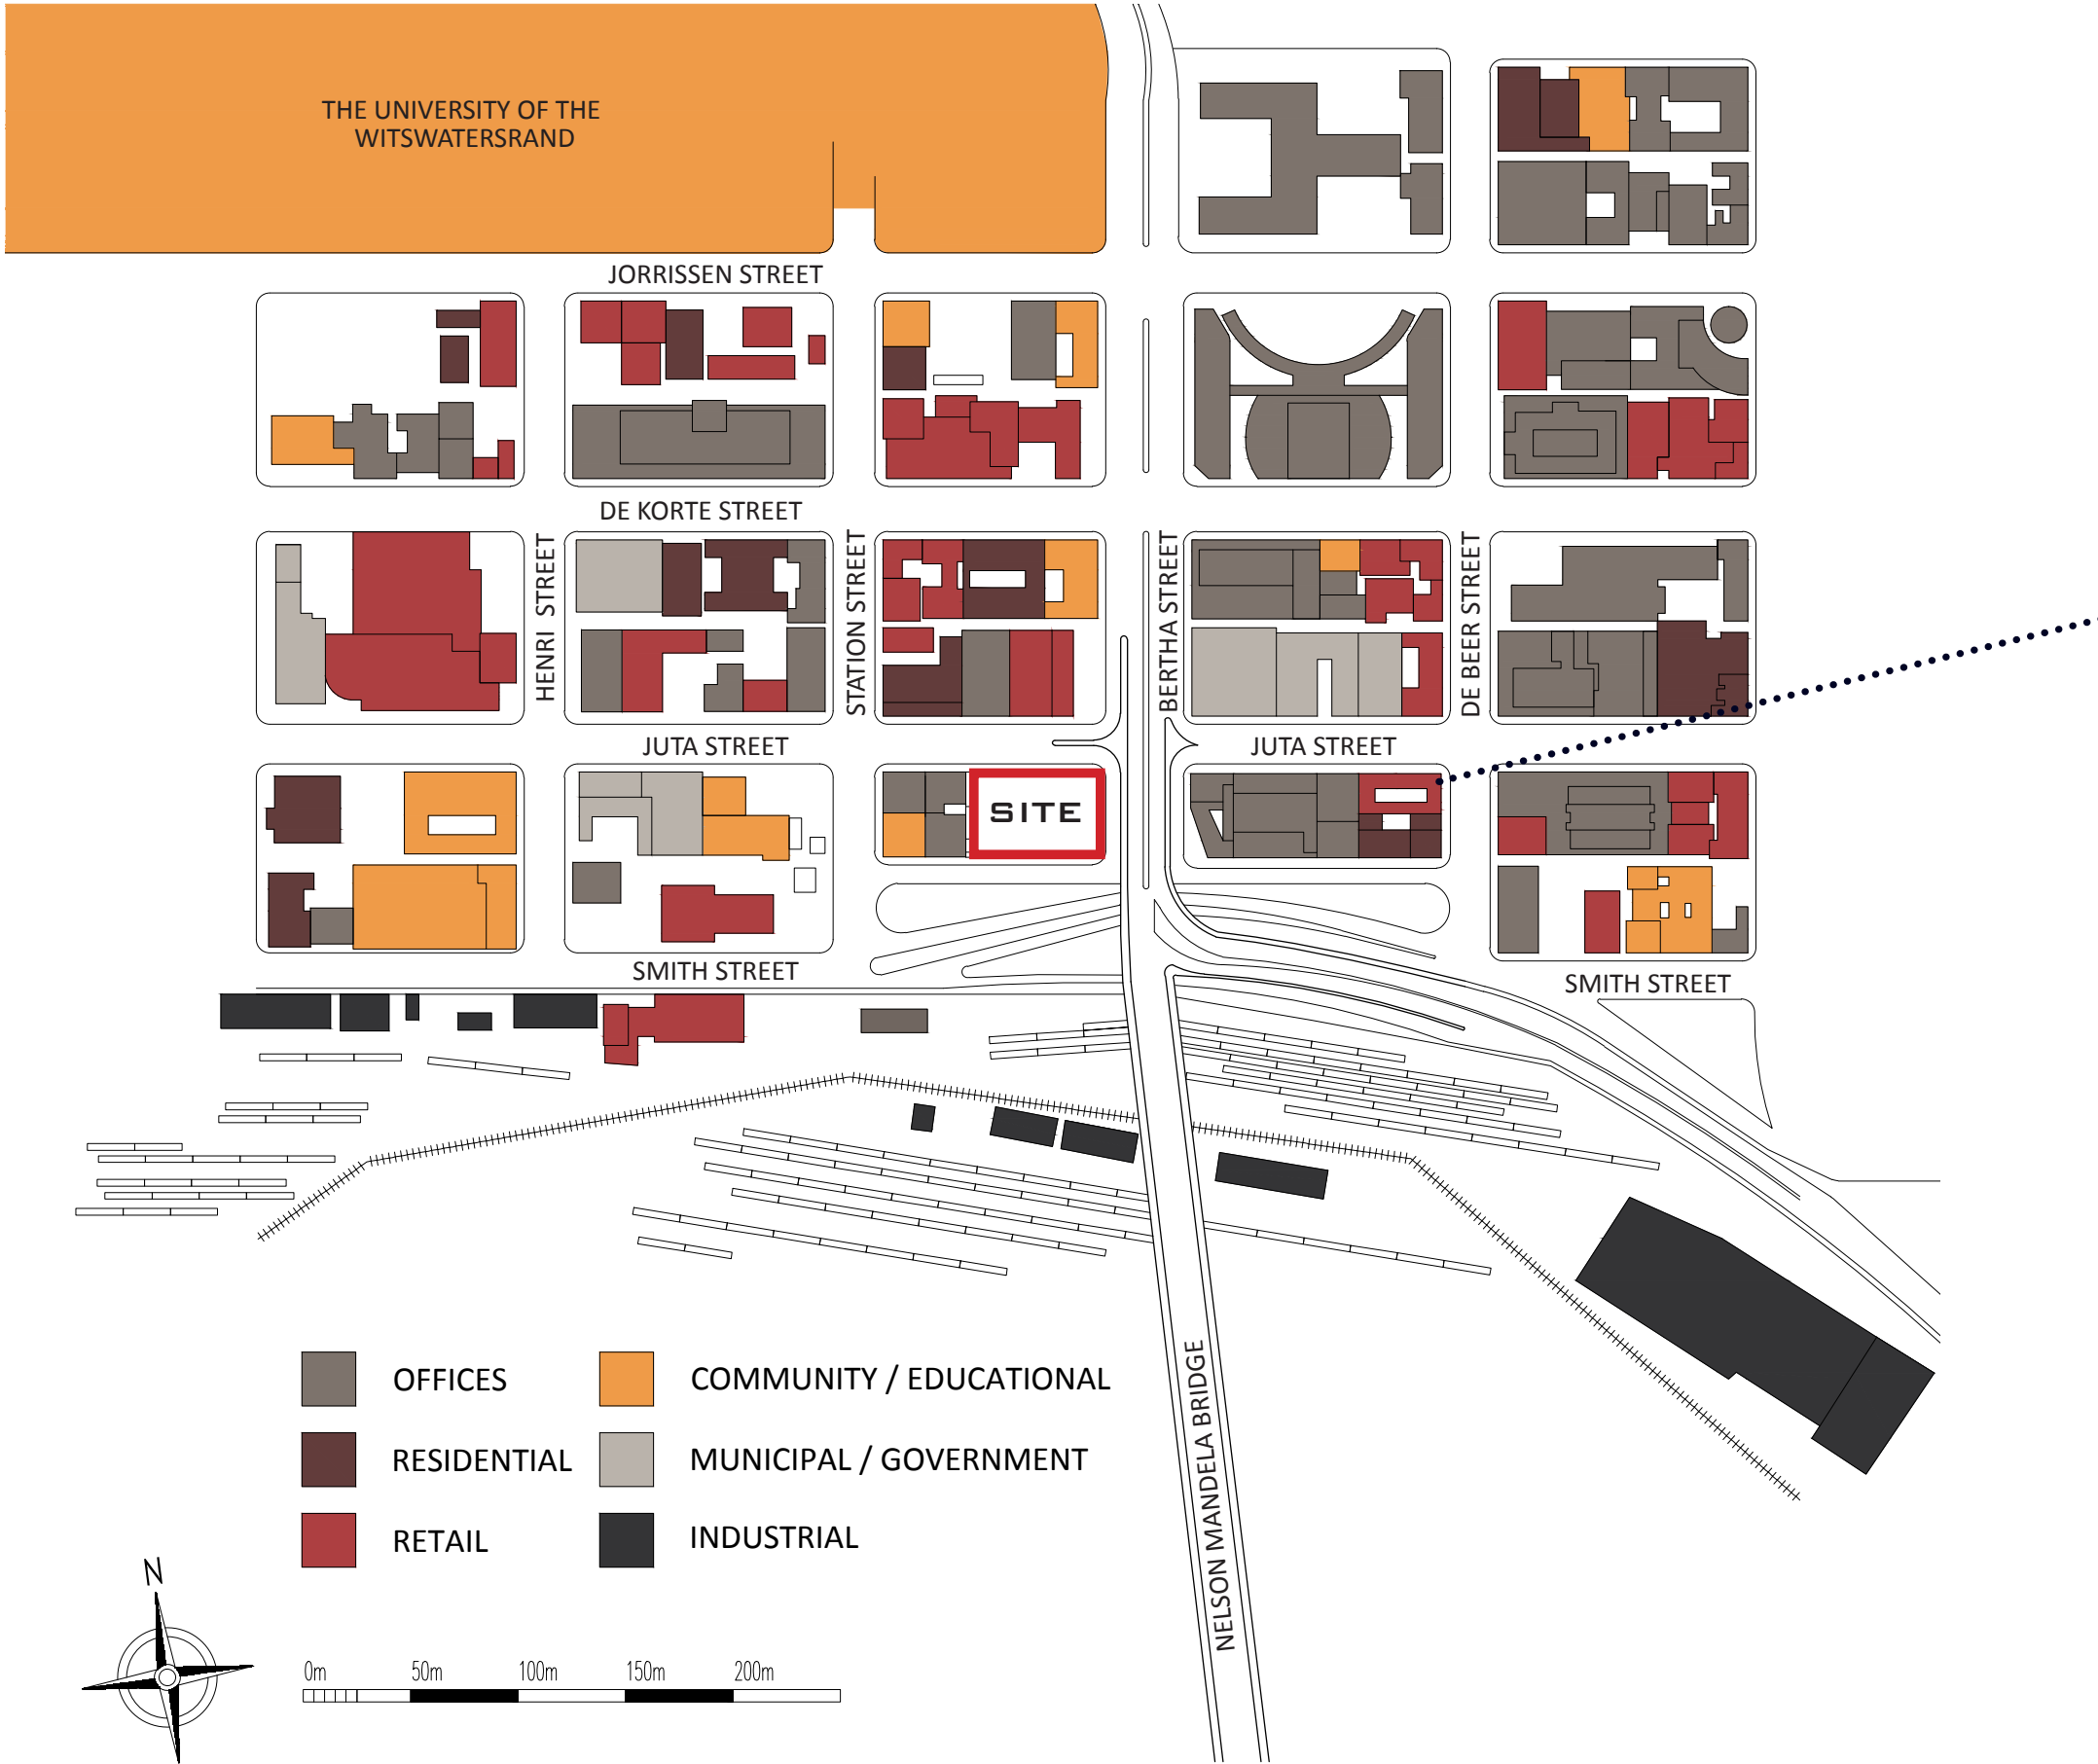 THE UNIVERSITY OF THE
WITSWATERSRAND
JORRISSEN STREET
DE KORTE STREET
HENRI STREET
STATION STREET
BERTHA STREET
DE BEER STREET
JUTA STREET
JUTA STREET
SITE
SMITH STREET
SMITH STREET
NELSON MANDELA BRIDGE
OFFICES
COMMUNITY / EDUCATIONAL
RESIDENTIAL
MUNICIPAL / GOVERNMENT
RETAIL
INDUSTRIAL
N
0m 50m 100m 150m 200m